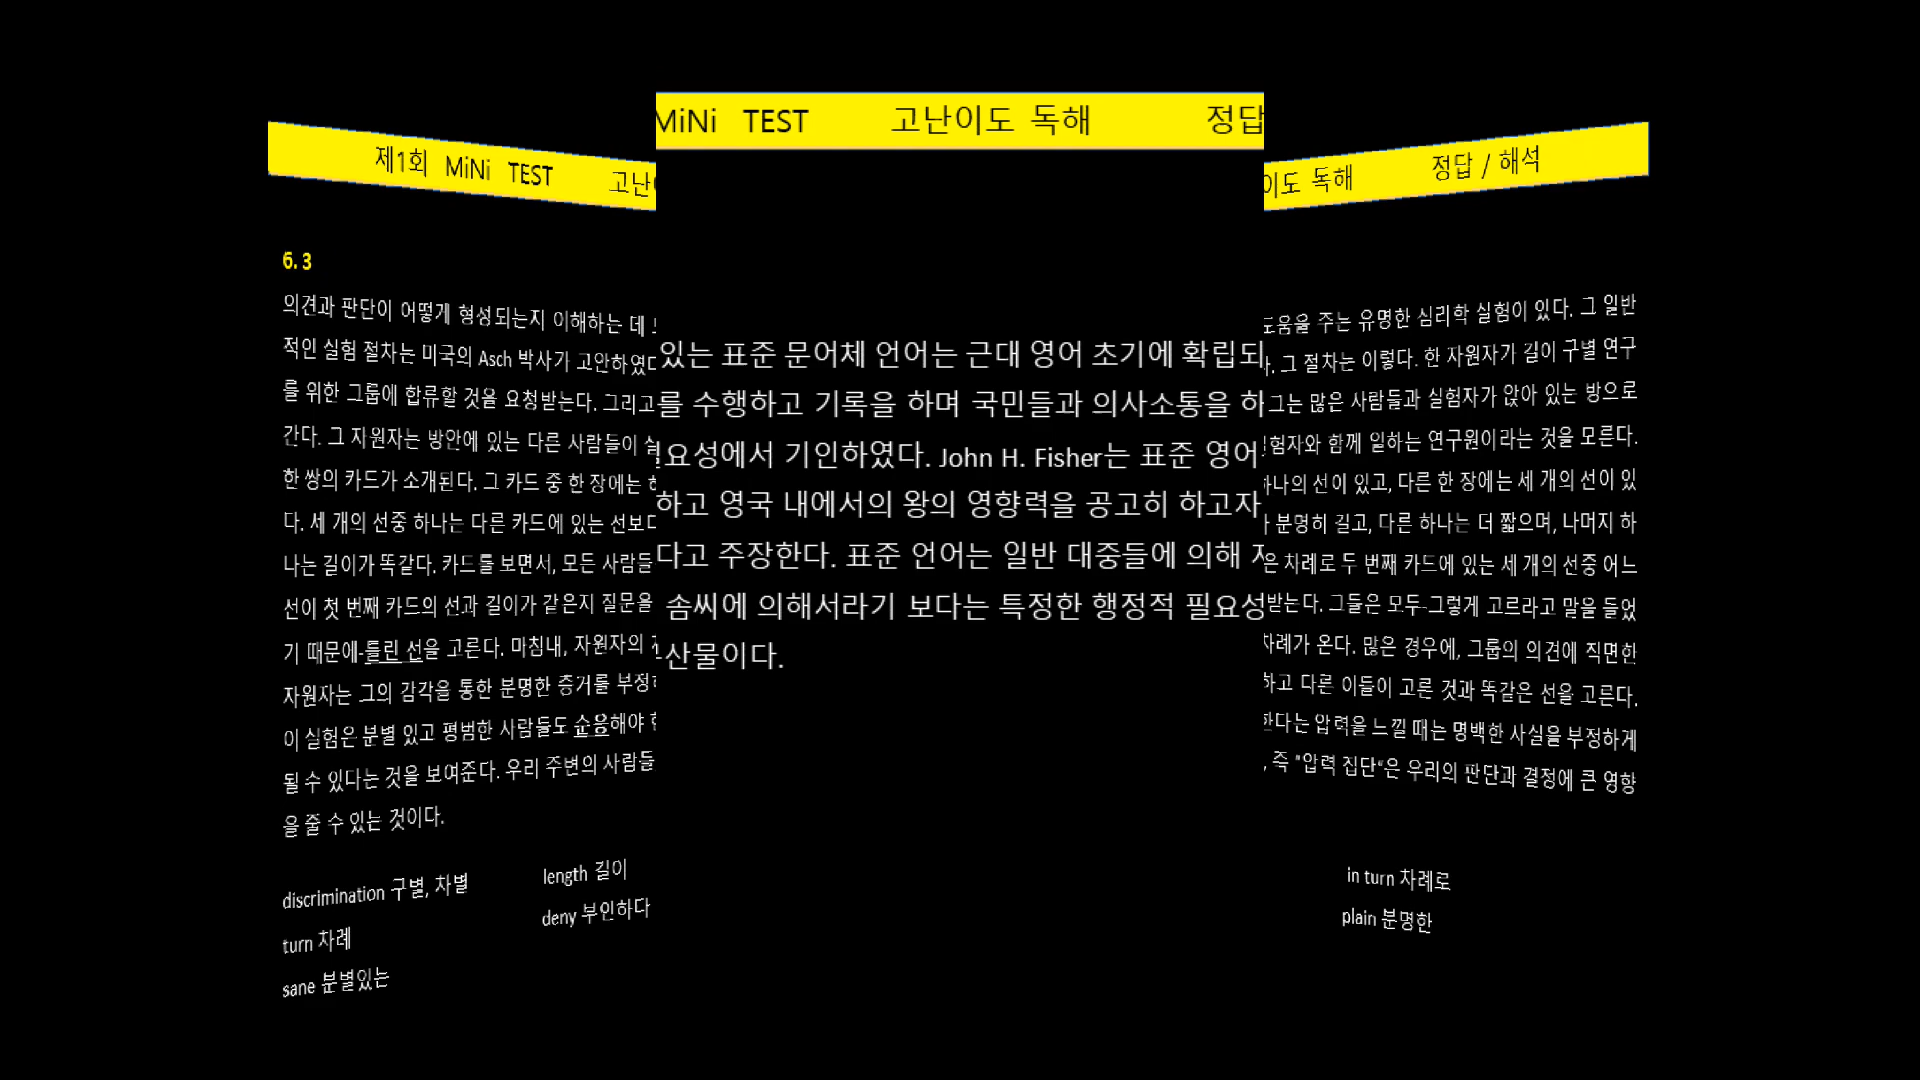 제1회 MiNi TEST 고난
MiNi TEST 고난이도 독해 정답
이도 독해 정답 / 해석
6. 3
의견과 판단이 어떻게 형성되는지 이해하는 데
적인 실험 절차는 미국의 Asch 박사가 고안하였다
를 위한 그룹에 합류할 것을 요청받는다. 그리고
간다. 그 자원자는 방안에 있는 다른 사람들이
한 쌍의 카드가 소개된다. 그 카드 중 한 장에는
다. 세 개의 선중 하나는 다른 카드에 있는 선보다
나는 길이가 똑같다. 카드를 보면서, 모든 사람들
선이 첫 번째 카드의 선과 길이가 같은지 질문을
기 때문에-틀린 선을 고른다. 마침내, 자원자의
자원자는 그의 감각을 통한 분명한 증거를 부정
이 실험은 분별 있고 평범한 사람들도 순응해야
될 수 있다는 것을 보여준다. 우리 주변의 사람들
을 줄 수 있는 것이다.
discrimination 구별, 차별 length 길이
turn 차례 deny 부인하다
sane 분별있는
있는 표준 문어체 언어는 근대 영어 초기에 확립되
를 수행하고 기록을 하며 국민들과 의사소통을 하
요성에서 기인하였다. John H. Fisher는 표준 영어
하고 영국 내에서의 왕의 영향력을 공고히 하고자
다고 주장한다. 표준 언어는 일반 대중들에 의해
솜씨에 의해서라기 보다는 특정한 행정적 필요성
산물이다.
도움을 주는 유명한 심리학 실험이 있다. 그 일반
. 그 절차는 이렇다. 한 자원자가 길이 구별 연구
그는 많은 사람들과 실험자가 앉아 있는 방으로
험자와 함께 일하는 연구원이라는 것을 모른다.
하나의 선이 있고, 다른 한 장에는 세 개의 선이 있
분명히 길고, 다른 하나는 더 짧으며, 나머지 하
은 차례로 두 번째 카드에 있는 세 개의 선중 어느
받는다. 그들은 모두-그렇게 고르라고 말을 들었
차례가 온다. 많은 경우에, 그룹의 의견에 직면한
하고 다른 이들이 고른 것과 똑같은 선을 고른다.
한다는 압력을 느낄 때는 명백한 사실을 부정하게
, 즉 "압력 집단"은 우리의 판단과 결정에 큰 영향
in turn 차례로
plain 분명한